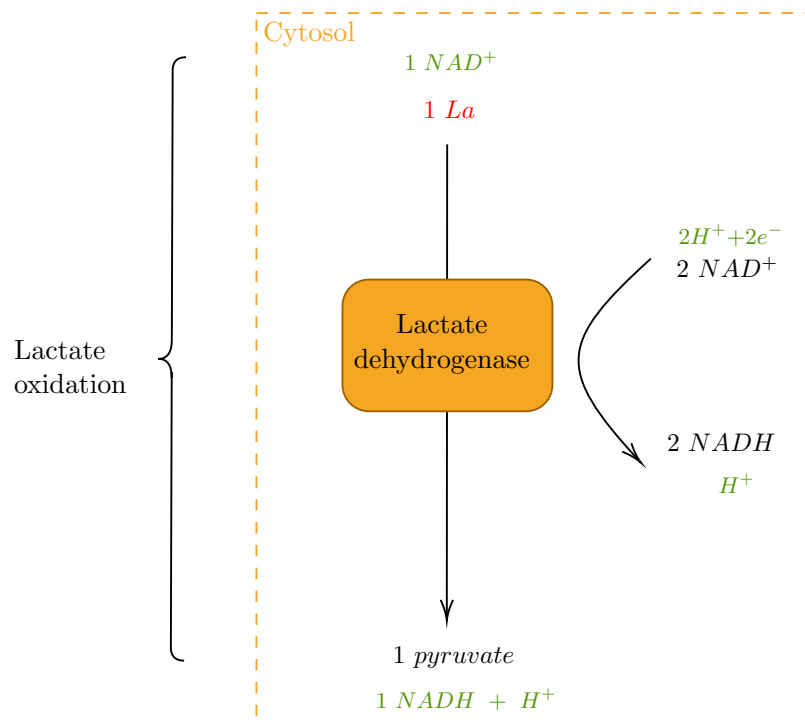 Cytosol
1 NAD⁺
1 La
2H⁺+2e⁻
2 NAD⁺
Lactate
dehydrogenase
Lactate
oxidation
2 NADH
H⁺
1 pyruvate
1 NADH + H⁺